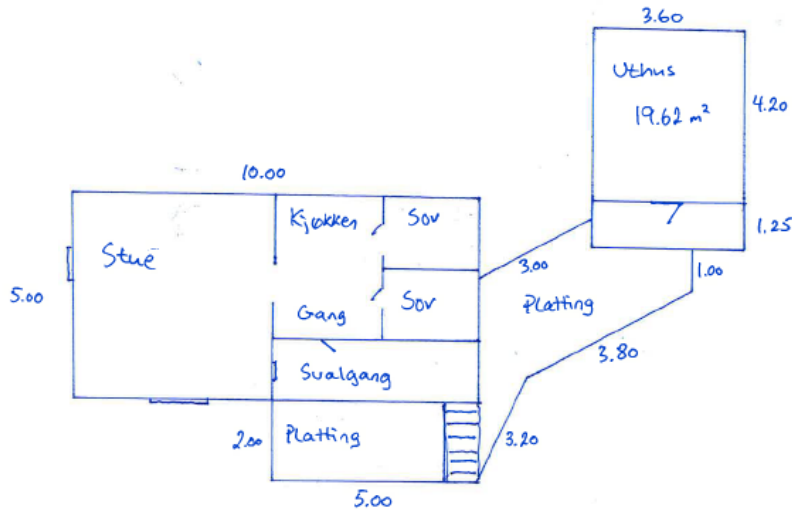 3.60
Uthus
19.62 m²
4.20
1.25
10.00
Kjøkken
Sov
Stue
5.00
3.00
1.00
Platting
Gang
Sov
3.80
Svalgang
2.00
Platting
3.20
5.00